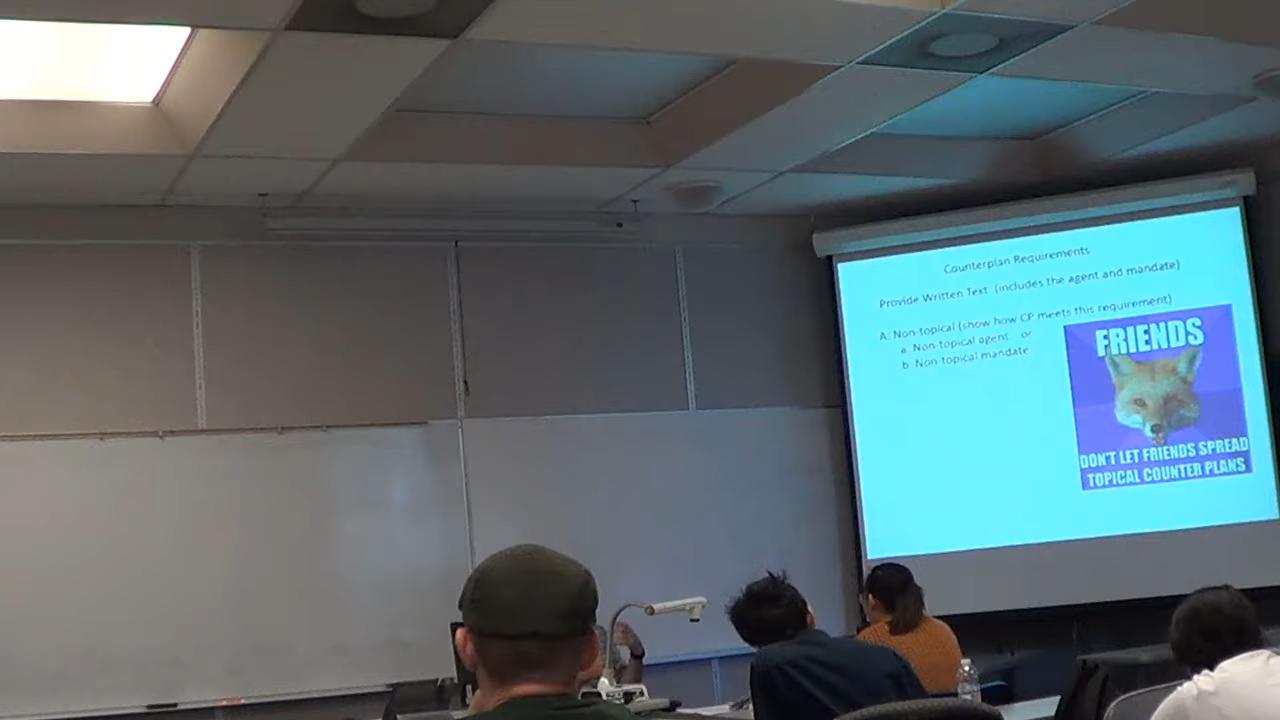 Counterplan Requirements
Provide Written Text (includes the agent and mandate)
A: Non-topical (show how CP meets this requirement)
a. Non-topical agent or
b. Non-topical mandate
FRIENDS
DON'T LET FRIENDS SPREAD
TOPICAL COUNTER PLANS